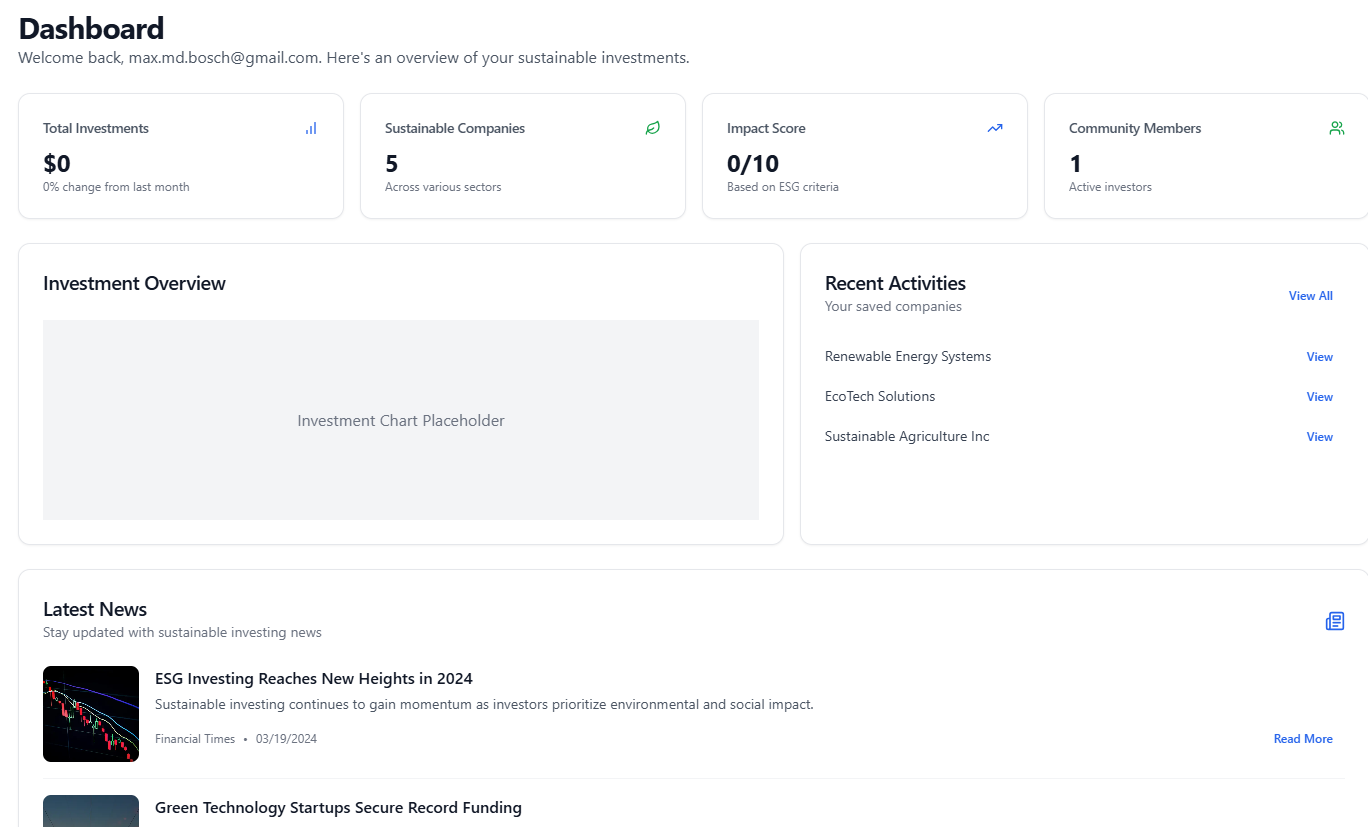 Dashboard
Welcome back, max.md.bosch@gmail.com. Here's an overview of your sustainable investments.
Total Investments
$0
0% change from last month
Sustainable Companies
5
Across various sectors
Impact Score
0/10
Based on ESG criteria
Community Members
1
Active investors
Investment Overview
Investment Chart Placeholder
Recent Activities
Your saved companies
View All
Renewable Energy Systems View
EcoTech Solutions View
Sustainable Agriculture Inc View
Latest News
Stay updated with sustainable investing news
ESG Investing Reaches New Heights in 2024
Sustainable investing continues to gain momentum as investors prioritize environmental and social impact.
Financial Times • 03/19/2024 Read More
Green Technology Startups Secure Record Funding